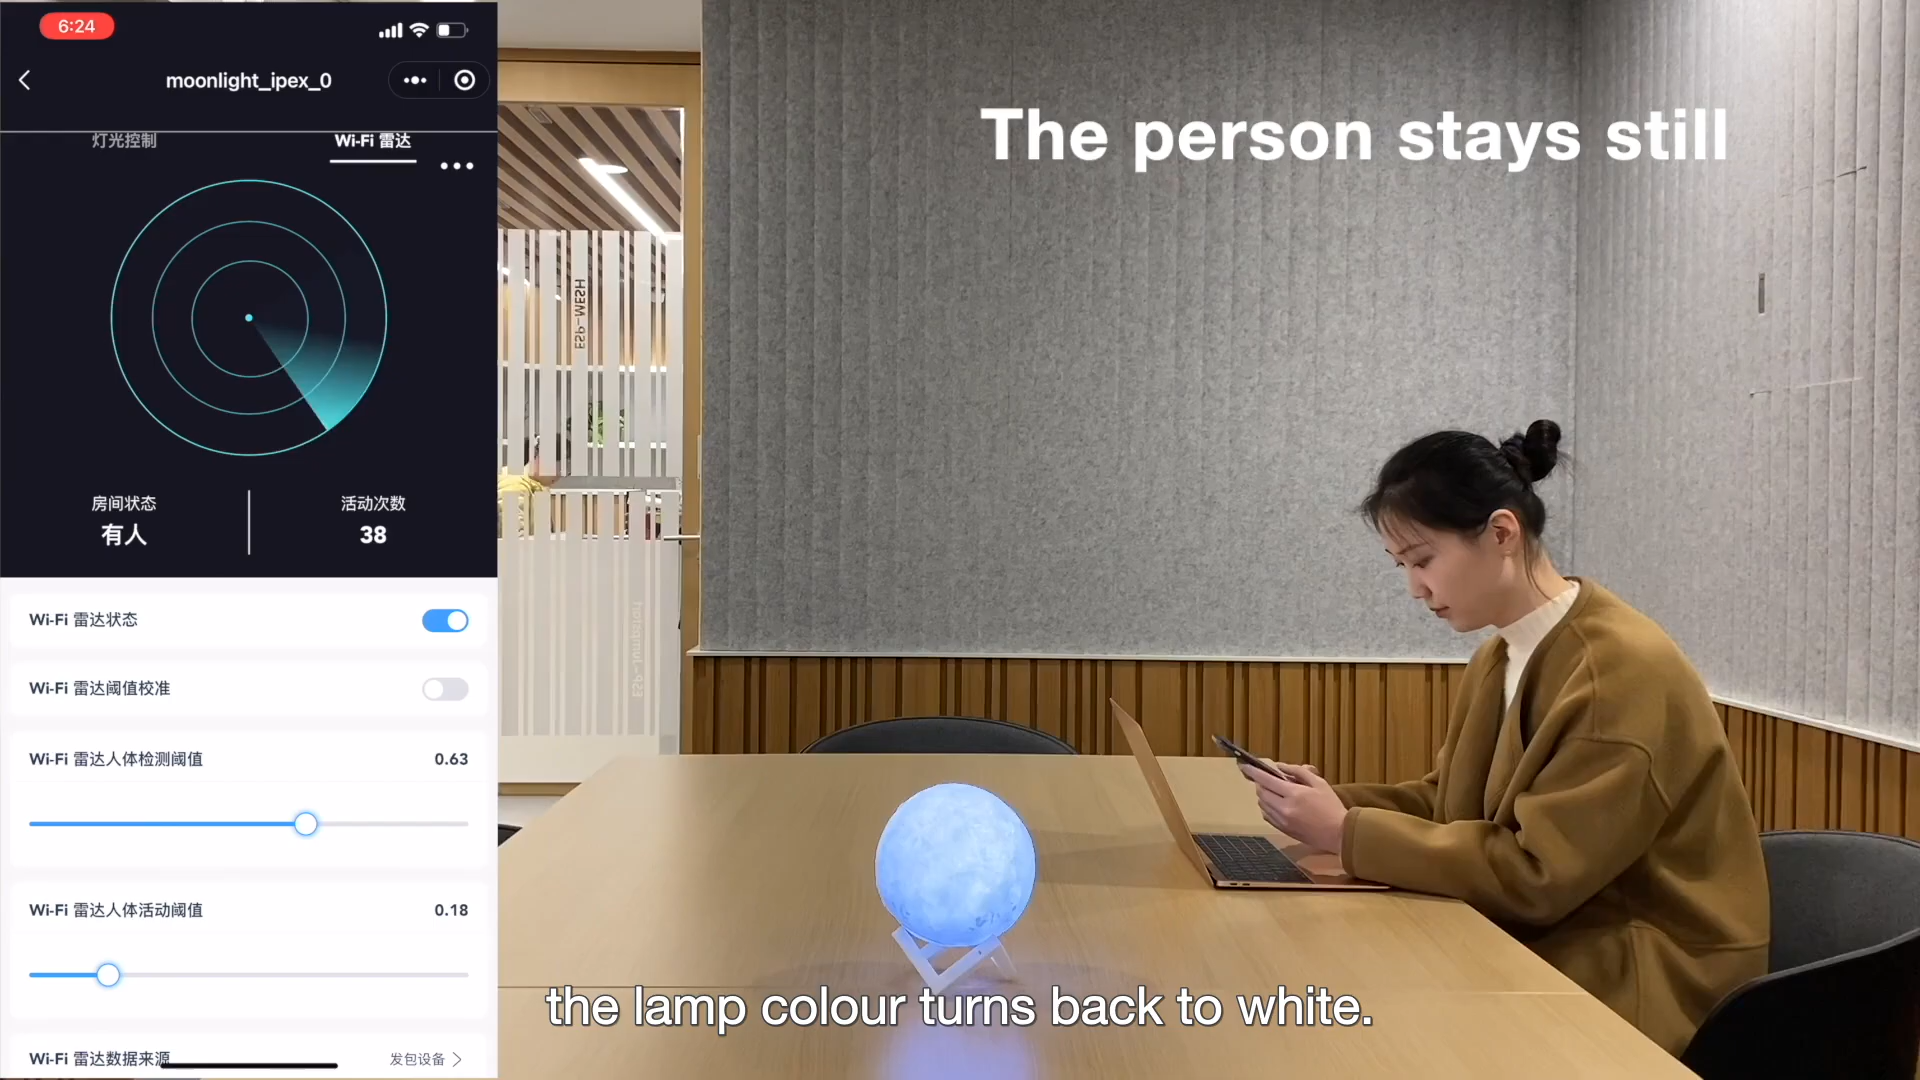 6:24
moonlight_ipex_0
灯光控制
Wi-Fi 雷达
房间状态
有人
活动次数
38
Wi-Fi 雷达状态
Wi-Fi 雷达阈值校准
Wi-Fi 雷达人体检测阈值
0.63
Wi-Fi 雷达人体活动阈值
0.18
Wi-Fi 雷达数据来源
发包设备
ESP-MESH
ESP-Jumpshot
The person stays still
the lamp colour turns back to white.